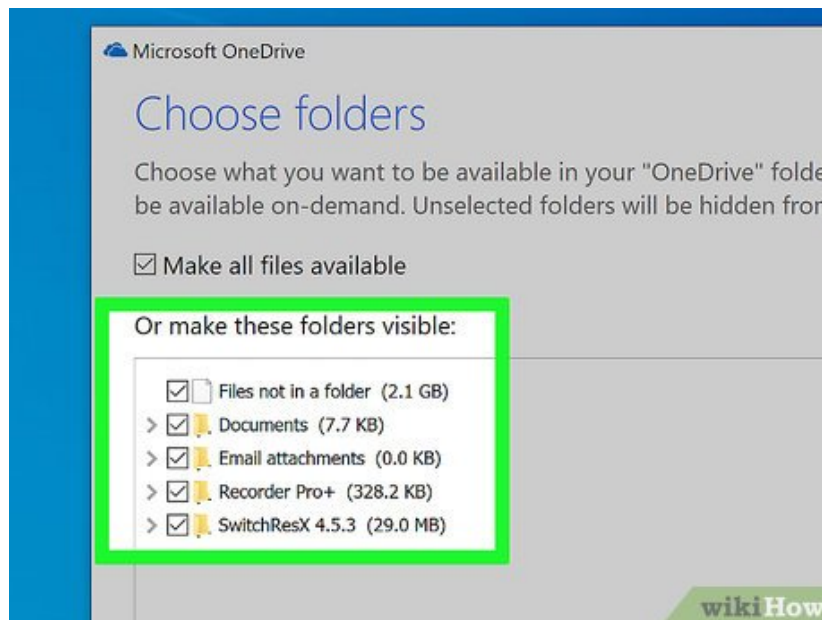 Microsoft OneDrive
Choose folders
Choose what you want to be available in your "OneDrive" folde
be available on-demand. Unselected folders will be hidden fror
Make all files available
Or make these folders visible:
Files not in a folder (2.1 GB)
Documents (7.7 KB)
Email attachments (0.0 KB)
Recorder Pro+ (328.2 KB)
SwitchResX 4.5.3 (29.0 MB)
wikiHow